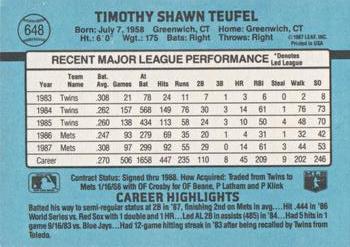 648
TIMOTHY SHAWN TEUFEL
Born: July 7, 1958 Greenwich, CT Home: Greenwich, CT
Ht.: 6' 0" Wgt.: 175 Bats: Right Throws: Right
©1987 LEAF, INC.
Printed in USA
RECENT MAJOR LEAGUE PERFORMANCE *Denotes Led League
Year Team Name Bat. Avg. Games At Bat Hits Runs 2B 3B HR RBI Steal Walk SO
1983 Twins .308 21 78 24 11 7 1 3 6 0 2 8
1984 Twins .262 157 568 149 76 30 3 14 61 1 76 73
1985 Twins .260 138 434 113 58 24 3 10 50 4 48 70
1986 Mets .247 93 279 69 35 20 1 4 31 1 32 42
1987 Mets .308 97 299 92 55 29 0 14 61 3 44 53
Career .270 506 1658 447 235 110 8 45 209 9 202 246
Contract Status: Signed thru 1988. How Acquired: Traded from Twins to
Mets 1/16/86 with OF Crosby for OF Beane, P Latham and P Klink
CAREER HIGHLIGHTS
Batted his way to semi-regular status at 2B in '87, finishing 2nd on Mets in avg... Hit .444 in '86
World Series vs. Red Sox with 1 double and 1 HR...Led AL 2B in assists (485) in '84... Had 5 hits in
1 game 9/16/83 vs. Blue Jays... Had 12-game hitting streak in '83 after being recalled by Twins from
Toledo.